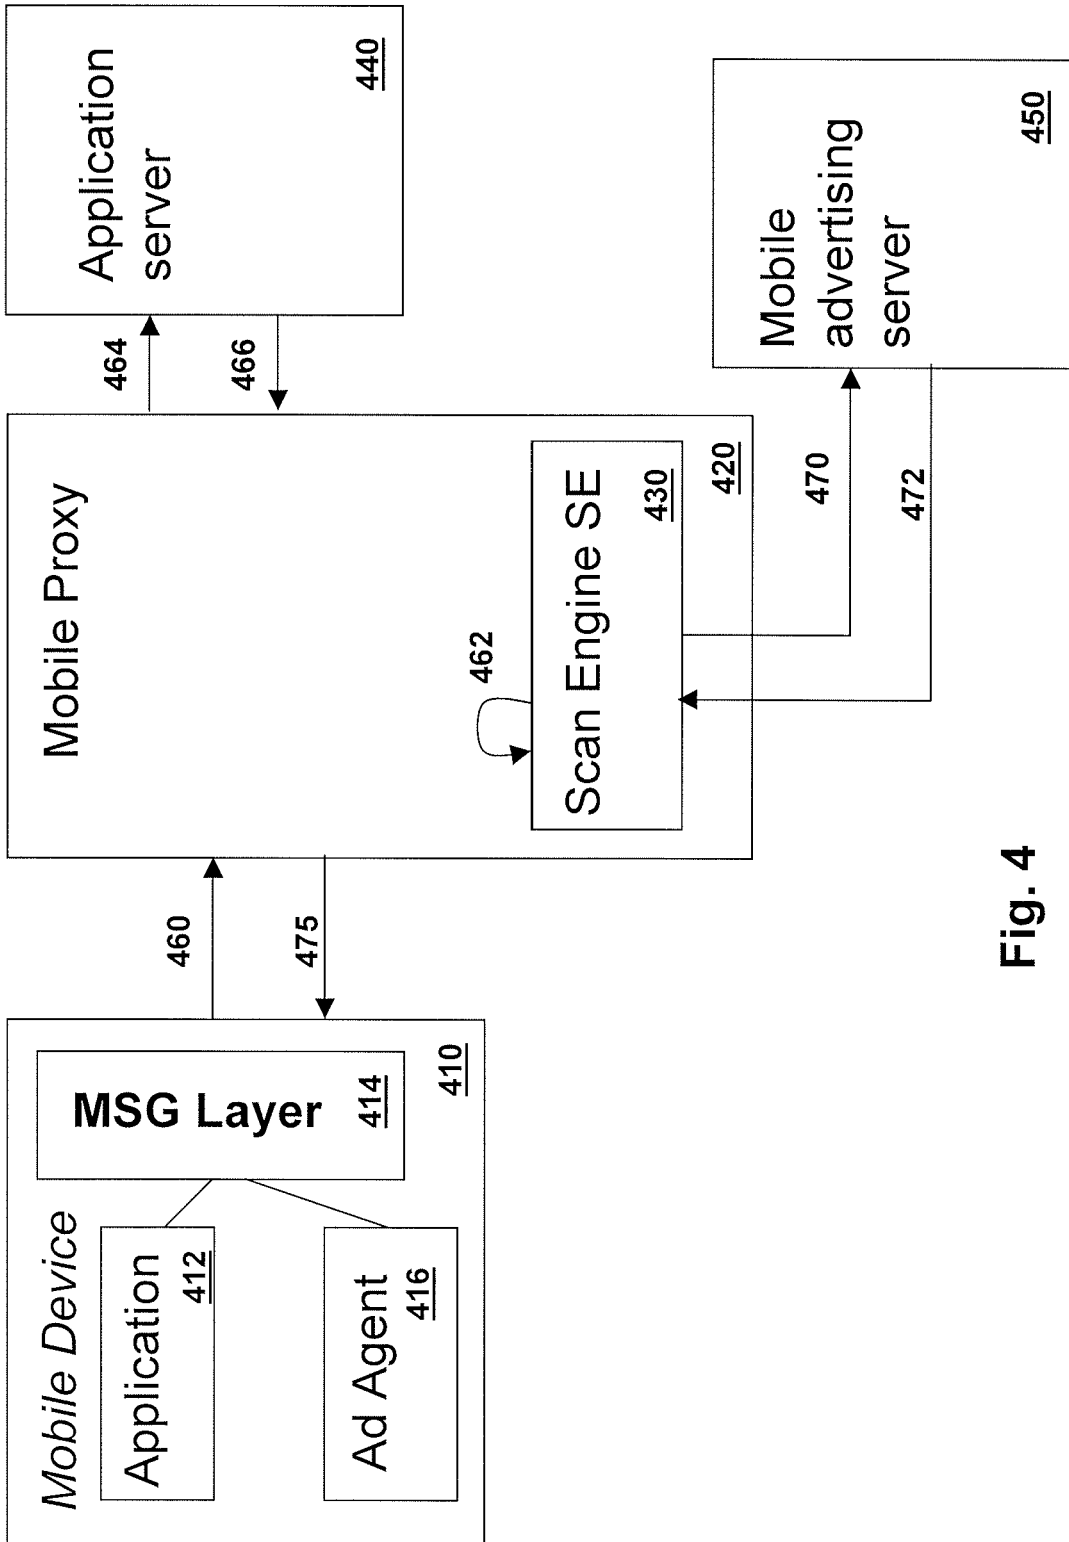 Mobile Device
Application
412
Ad Agent
416
MSG Layer
414
410
460
475
Mobile Proxy
462
Scan Engine SE
430
420
464
466
Application
server
440
470
472
Mobile
advertising
server
450
Fig. 4